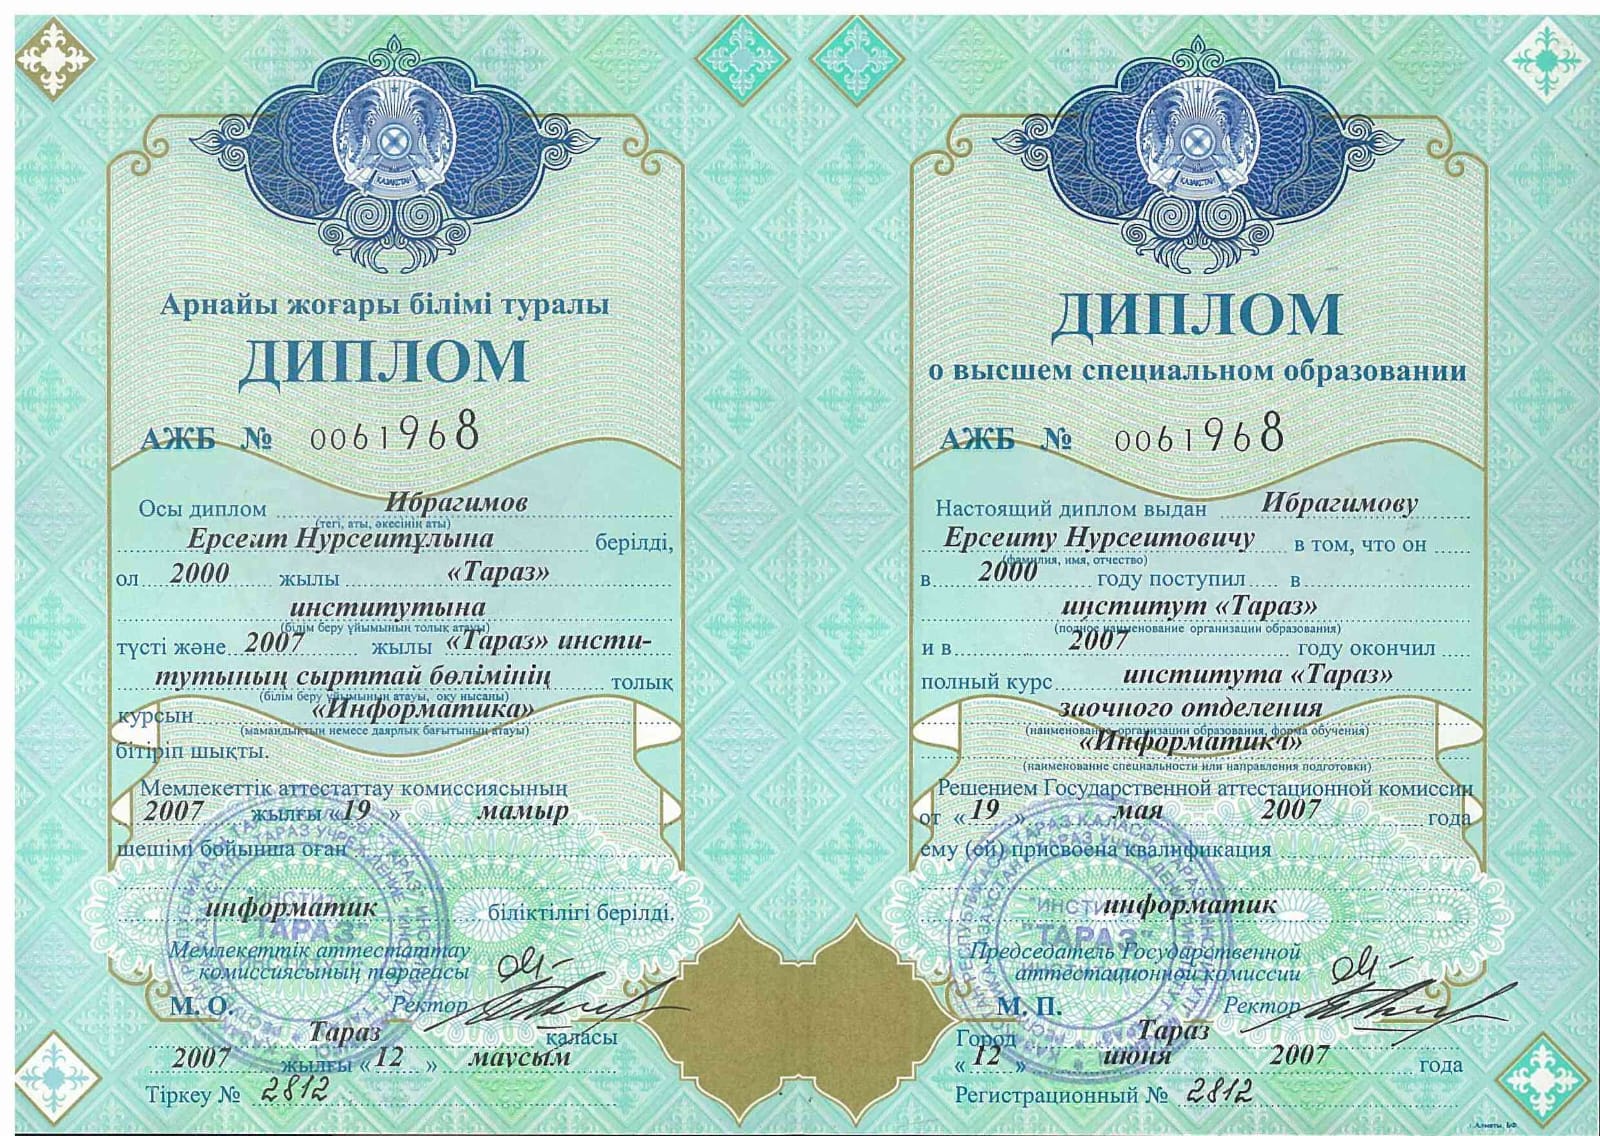 ҚАЗАҚСТАН
Арнайы жоғары білімі туралы
ДИПЛОМ
АЖБ № 0061968
Осы диплом Ибрагимов
(тегі, аты, әкесінің аты)
Ерсеит Нурсеитұлына берілді,
ол 2000 жылы «Тараз»
институтына
(білім беру ұйымының толық атауы)
түсті және 2007 жылы «Тараз» инсти-
тутының сырттай бөлімінің толық
(білім беру ұйымының атауы, оқу нысаны)
курсын «Информатика»
(мамандықтың немесе даярлық бағытының атауы)
бітіріп шықты.
Мемлекеттік аттестаттау комиссиясының
2007 жылғы «19» мамыр
шешімі бойынша оған
информатик біліктілігі берілді.
Мемлекеттік аттестаттау
комиссиясының төрағасы
М. О. Ректор
Тараз қаласы
2007 жылғы «12» маусым
Тіркеу № 2812
ҚАЗАҚСТАН
ДИПЛОМ
о высшем специальном образовании
АЖБ № 0061968
Настоящий диплом выдан Ибрагимову
Ерсеиту Нурсеитовичу в том, что он
(фамилия, имя, отчество)
в 2000 году поступил в
институт «Тараз»
(полное наименование организации образования)
и в 2007 году окончил
полный курс института «Тараз»
заочного отделения
(наименование организации образования, форма обучения)
«Информатика»
(наименование специальности или направления подготовки)
Решением Государственной аттестационной комиссии
от «19» мая 2007 года
ему (ей) присвоена квалификация
информатик
"ТАРАЗ"
Председатель Государственной
аттестационной комиссии
М. П. Ректор
Город Тараз
«12» июня 2007 года
Регистрационный № 2812
г.Алматы, БФ